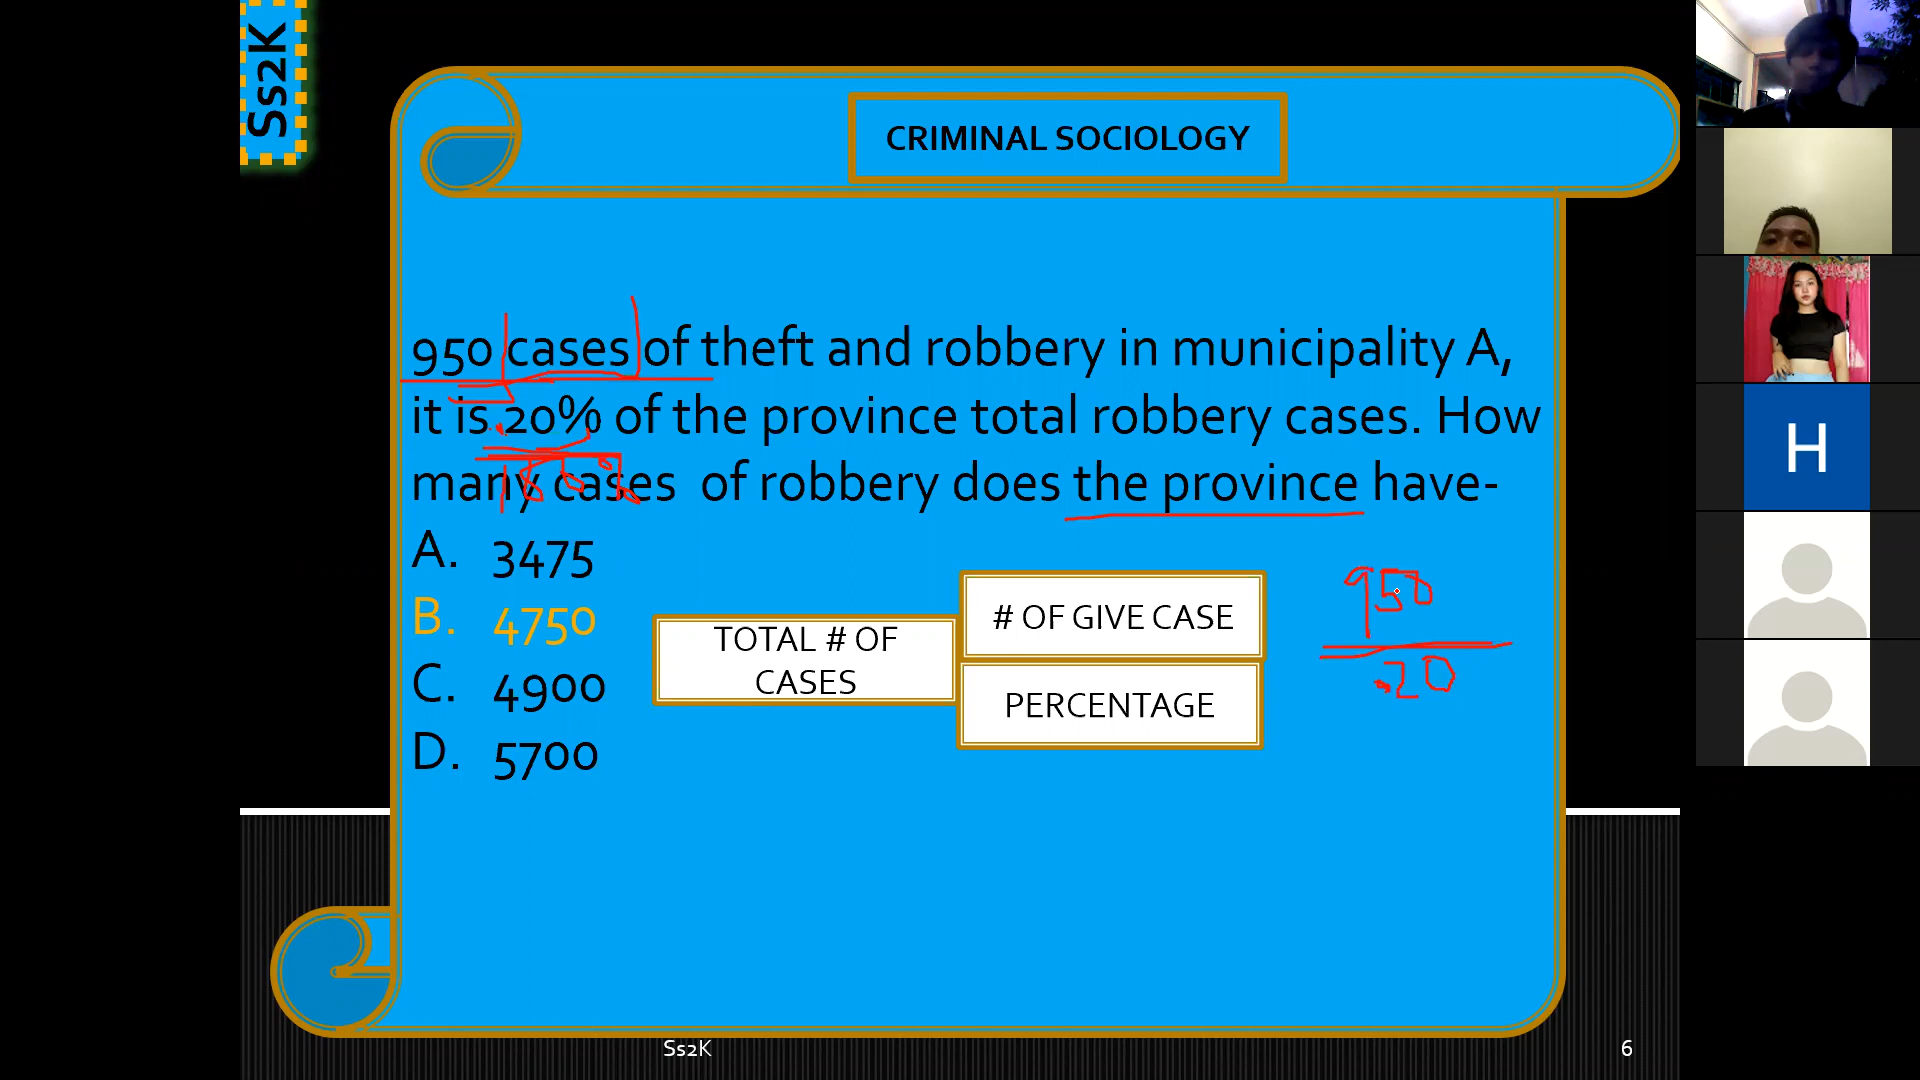 Ss2K
CRIMINAL SOCIOLOGY
950 cases of theft and robbery in municipality A,
it is 20% of the province total robbery cases. How
many cases of robbery does the province have-
A. 3475
B. 4750
C. 4900
D. 5700
TOTAL # OF
CASES
# OF GIVE CASE
PERCENTAGE
950
.20
H
Ss2K
6